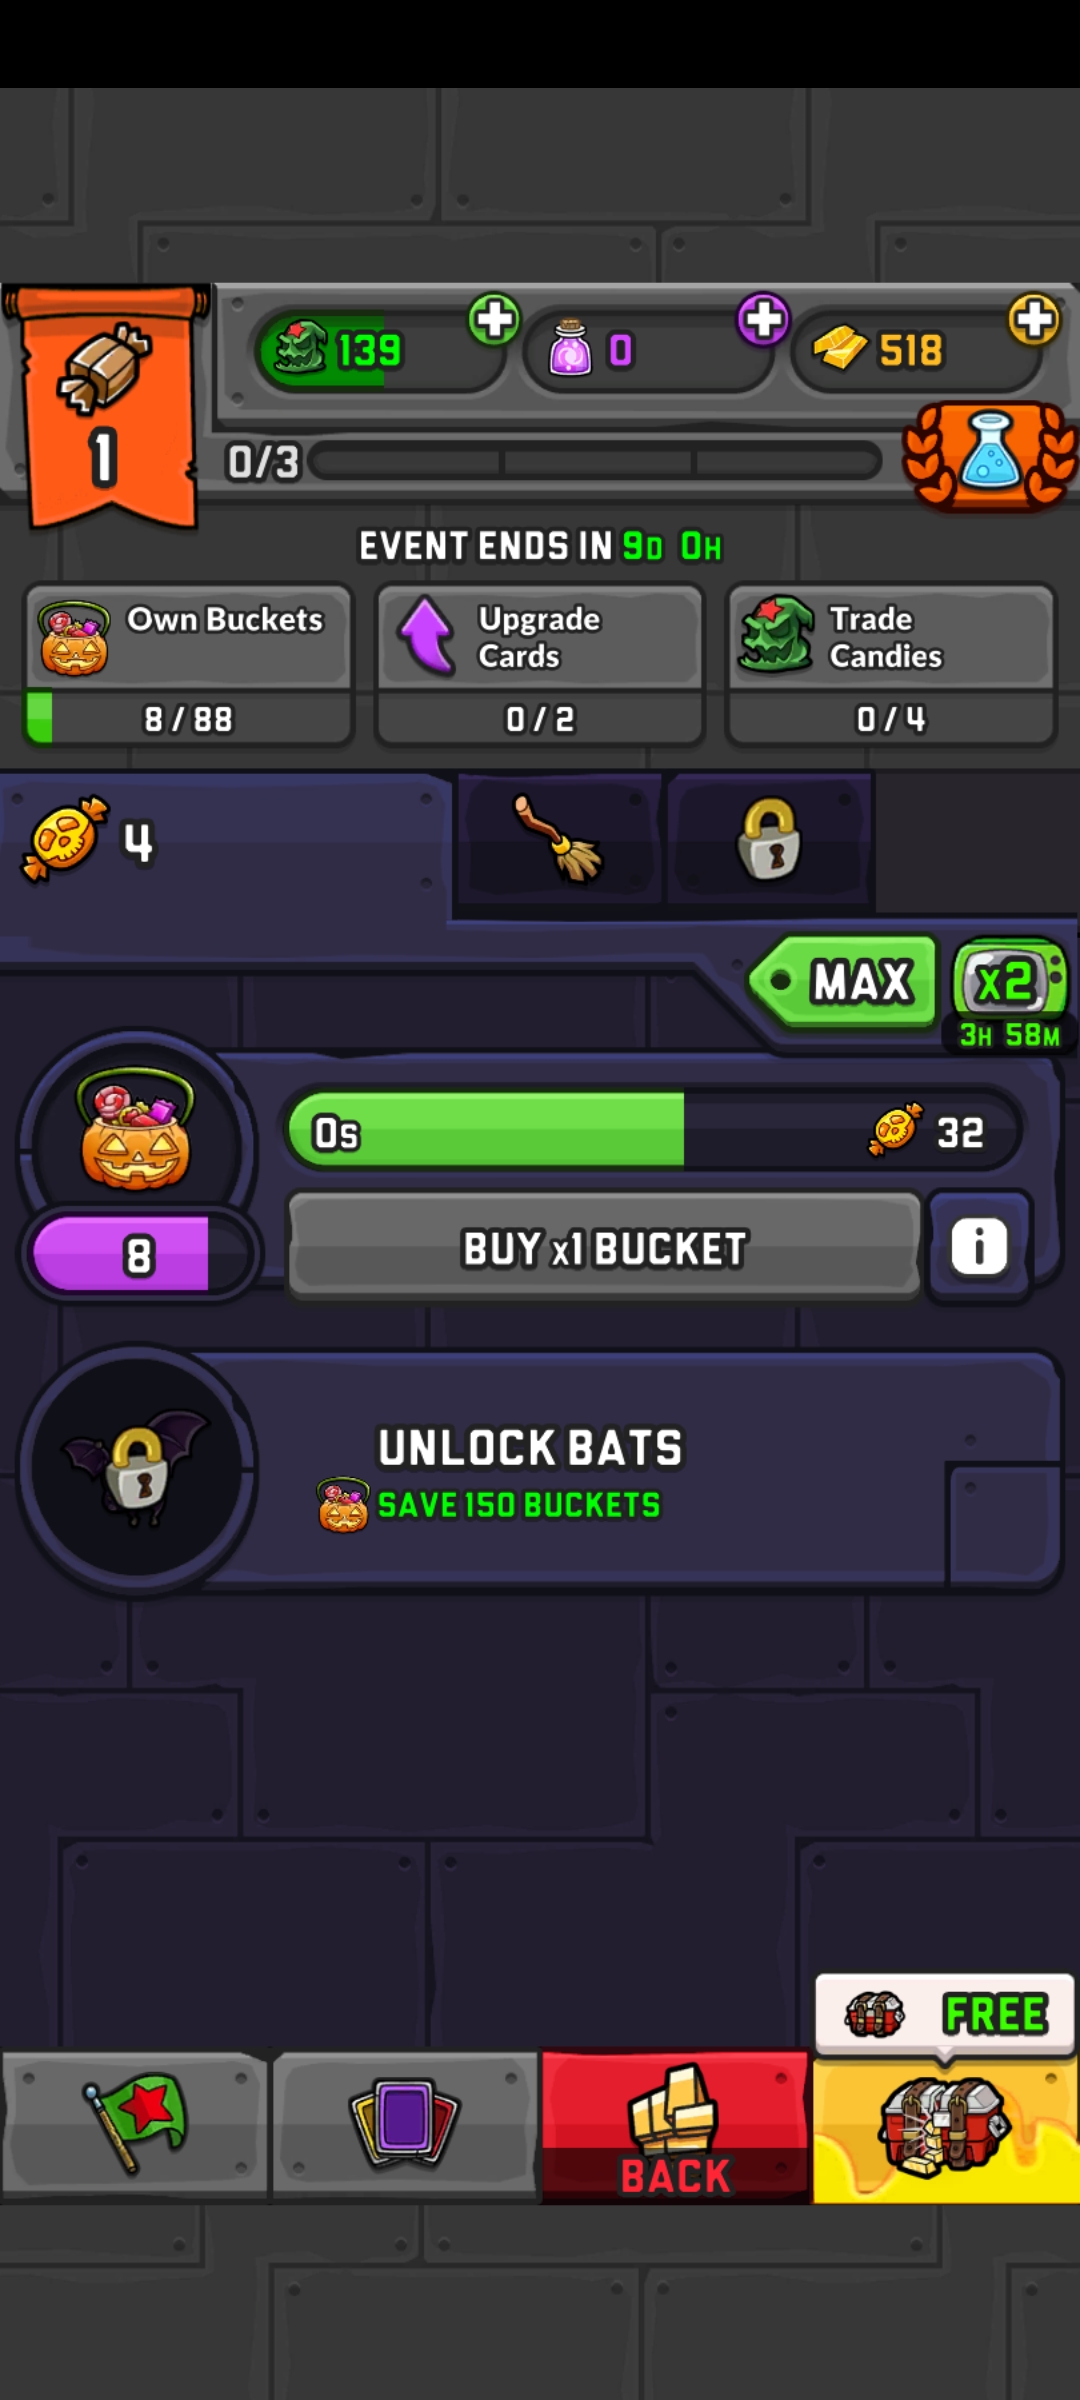 139
0
518
1
0/3
EVENT ENDS IN 9D 0H
Own Buckets
8 / 88
Upgrade
Cards
0 / 2
Trade
Candies
0 / 4
4
MAX
x2
3H 58M
0s
32
8
BUY x1 BUCKET
i
UNLOCK BATS
SAVE 150 BUCKETS
FREE
BACK